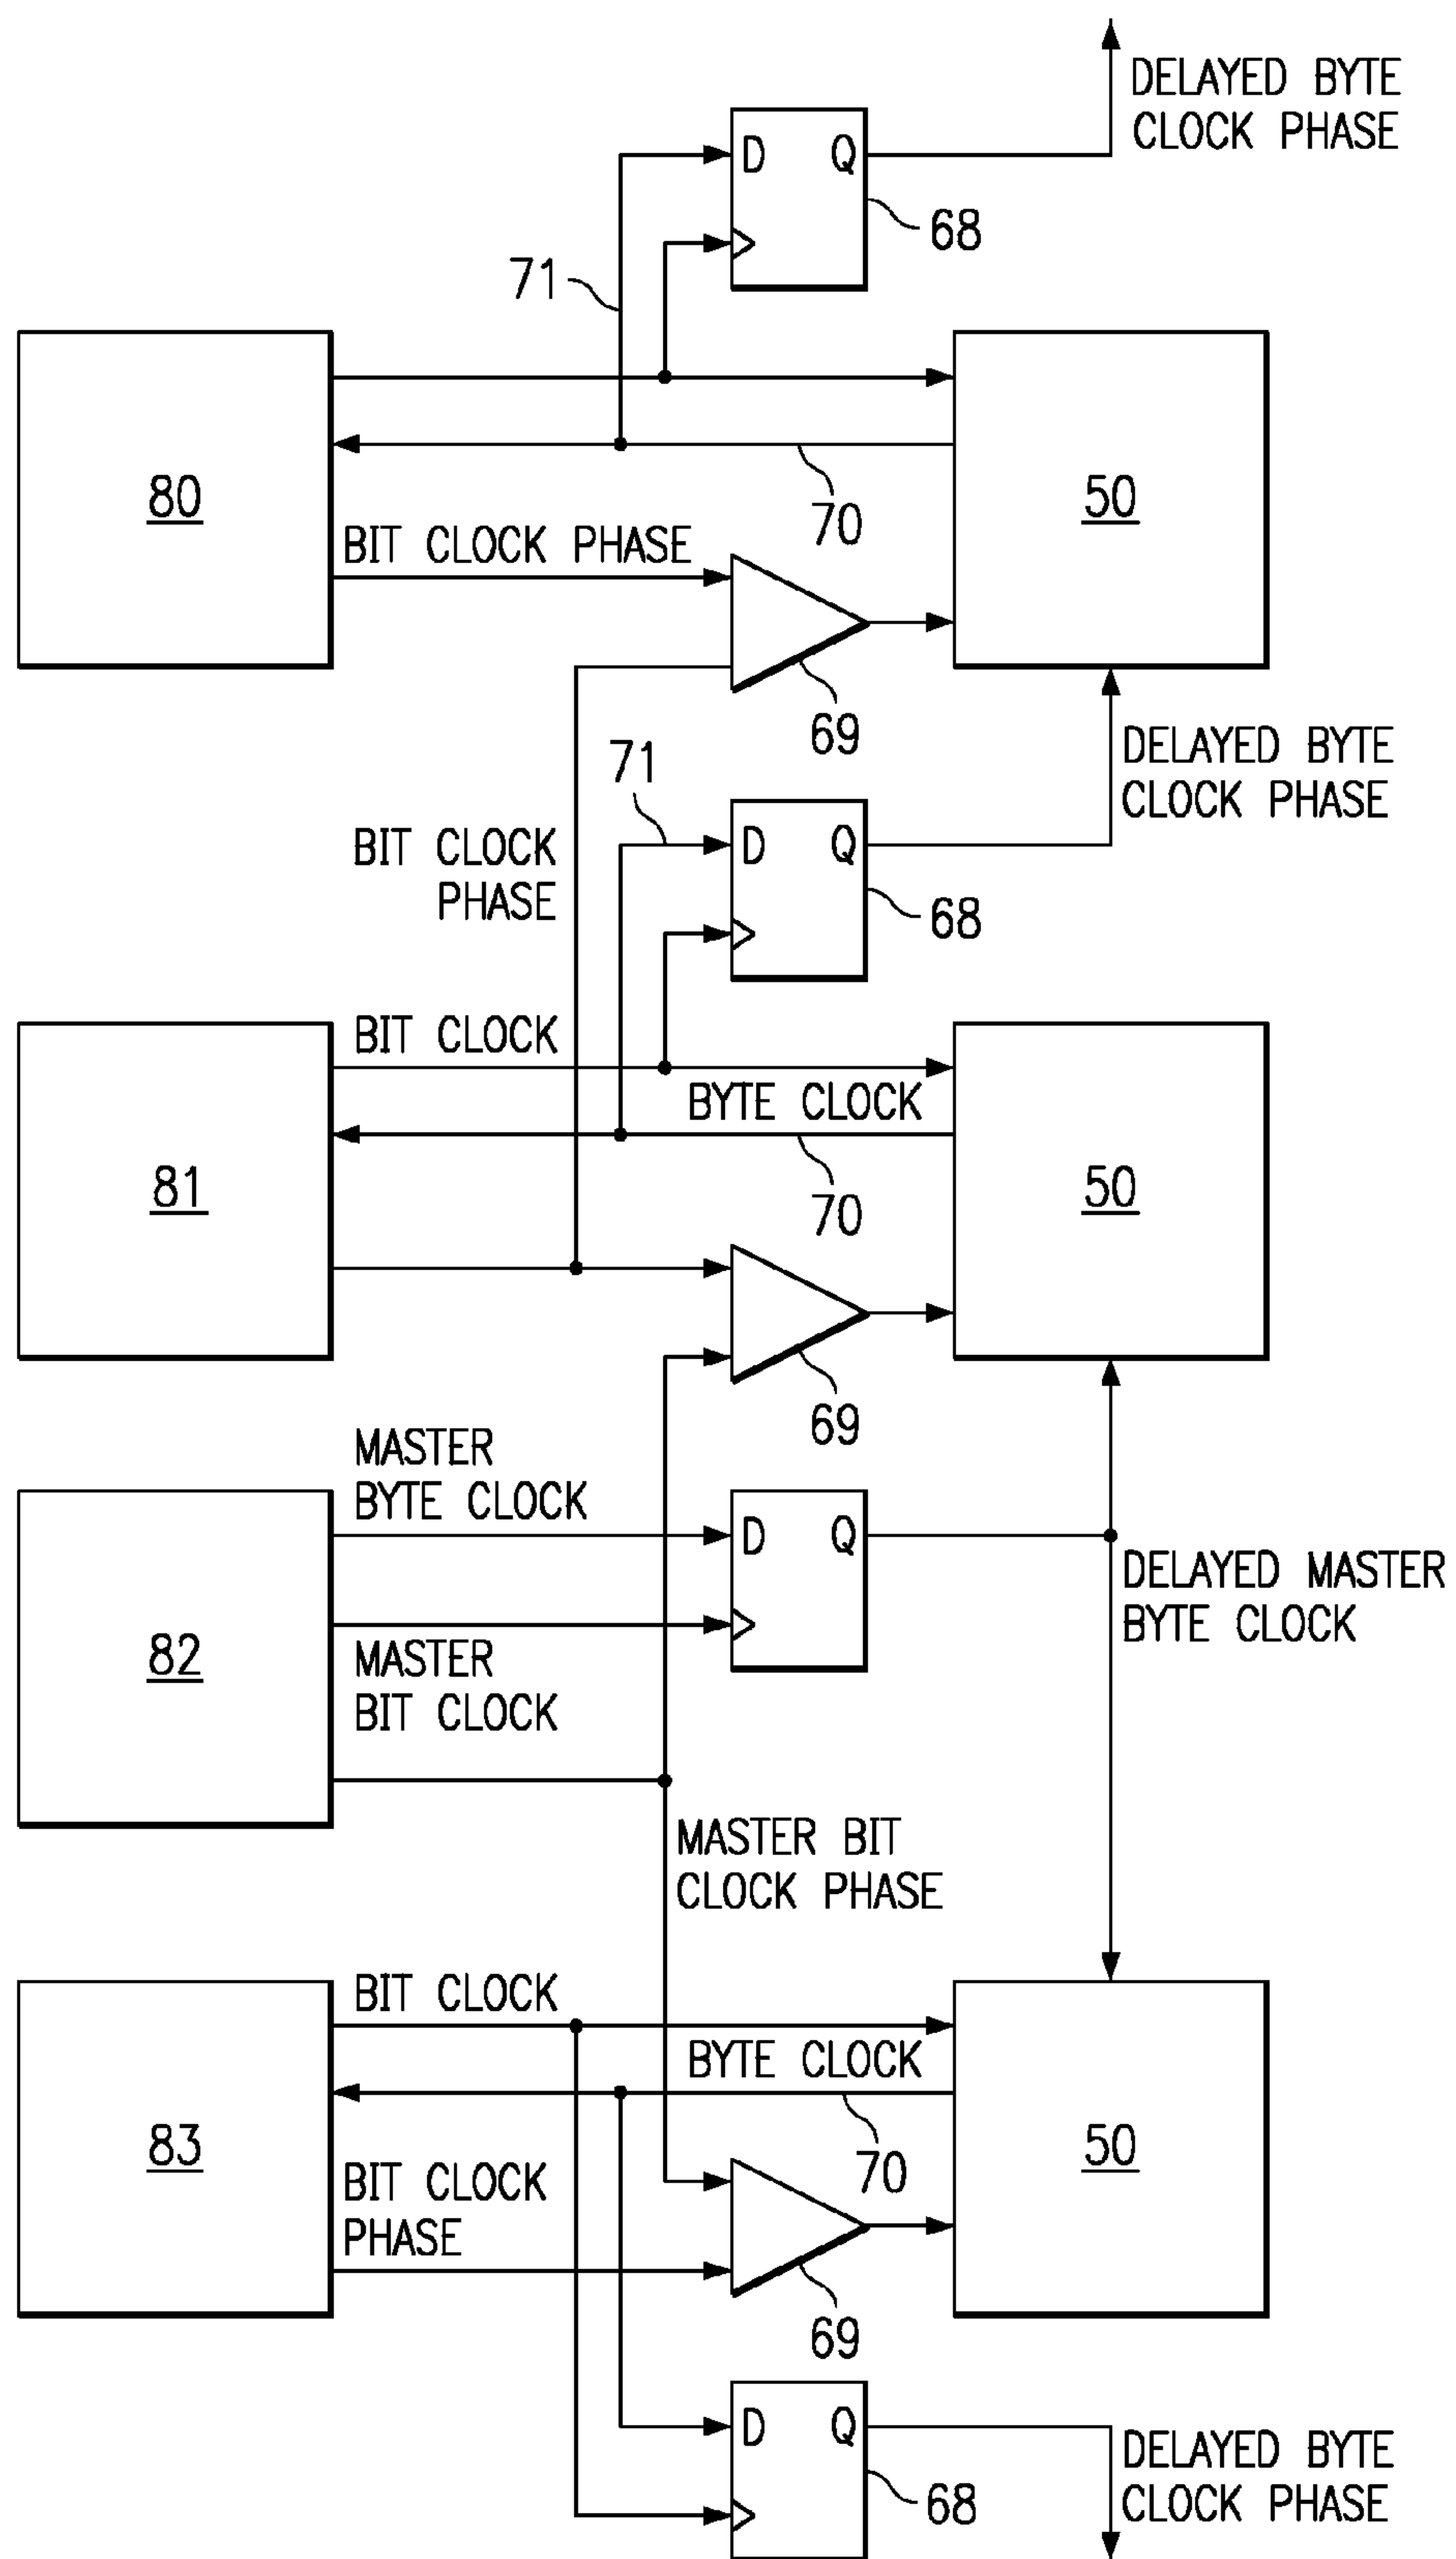 DELAYED BYTE
CLOCK PHASE
D Q
68
71
80
50
70
BIT CLOCK PHASE
69
DELAYED BYTE
CLOCK PHASE
71
BIT CLOCK
PHASE
D Q
68
BIT CLOCK
BYTE CLOCK
81
50
70
69
MASTER
BYTE CLOCK
D Q
DELAYED MASTER
BYTE CLOCK
82
MASTER
BIT CLOCK
MASTER BIT
CLOCK PHASE
BIT CLOCK
BYTE CLOCK
83
50
70
BIT CLOCK
PHASE
69
D Q
68
DELAYED BYTE
CLOCK PHASE